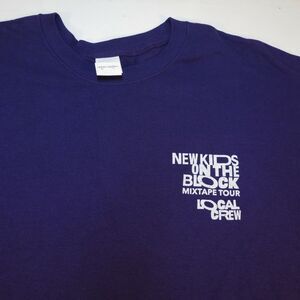 NEW KIDS
ON THE
BLOCK
MIXTAPE TOUR
LOCAL
CREW